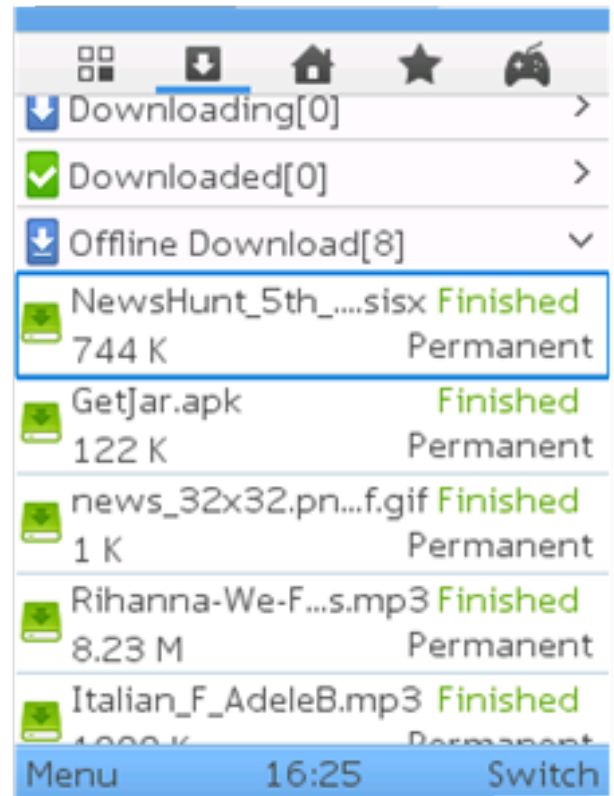 Downloading[0]
Downloaded[0]
Offline Download[8]
NewsHunt_5th_....sisx Finished
744 K Permanent
GetJar.apk Finished
122 K Permanent
news_32x32.pn...f.gif Finished
1 K Permanent
Rihanna-We-F...s.mp3 Finished
8.23 M Permanent
Italian_F_AdeleB.mp3 Finished
Permanent
Menu 16:25 Switch